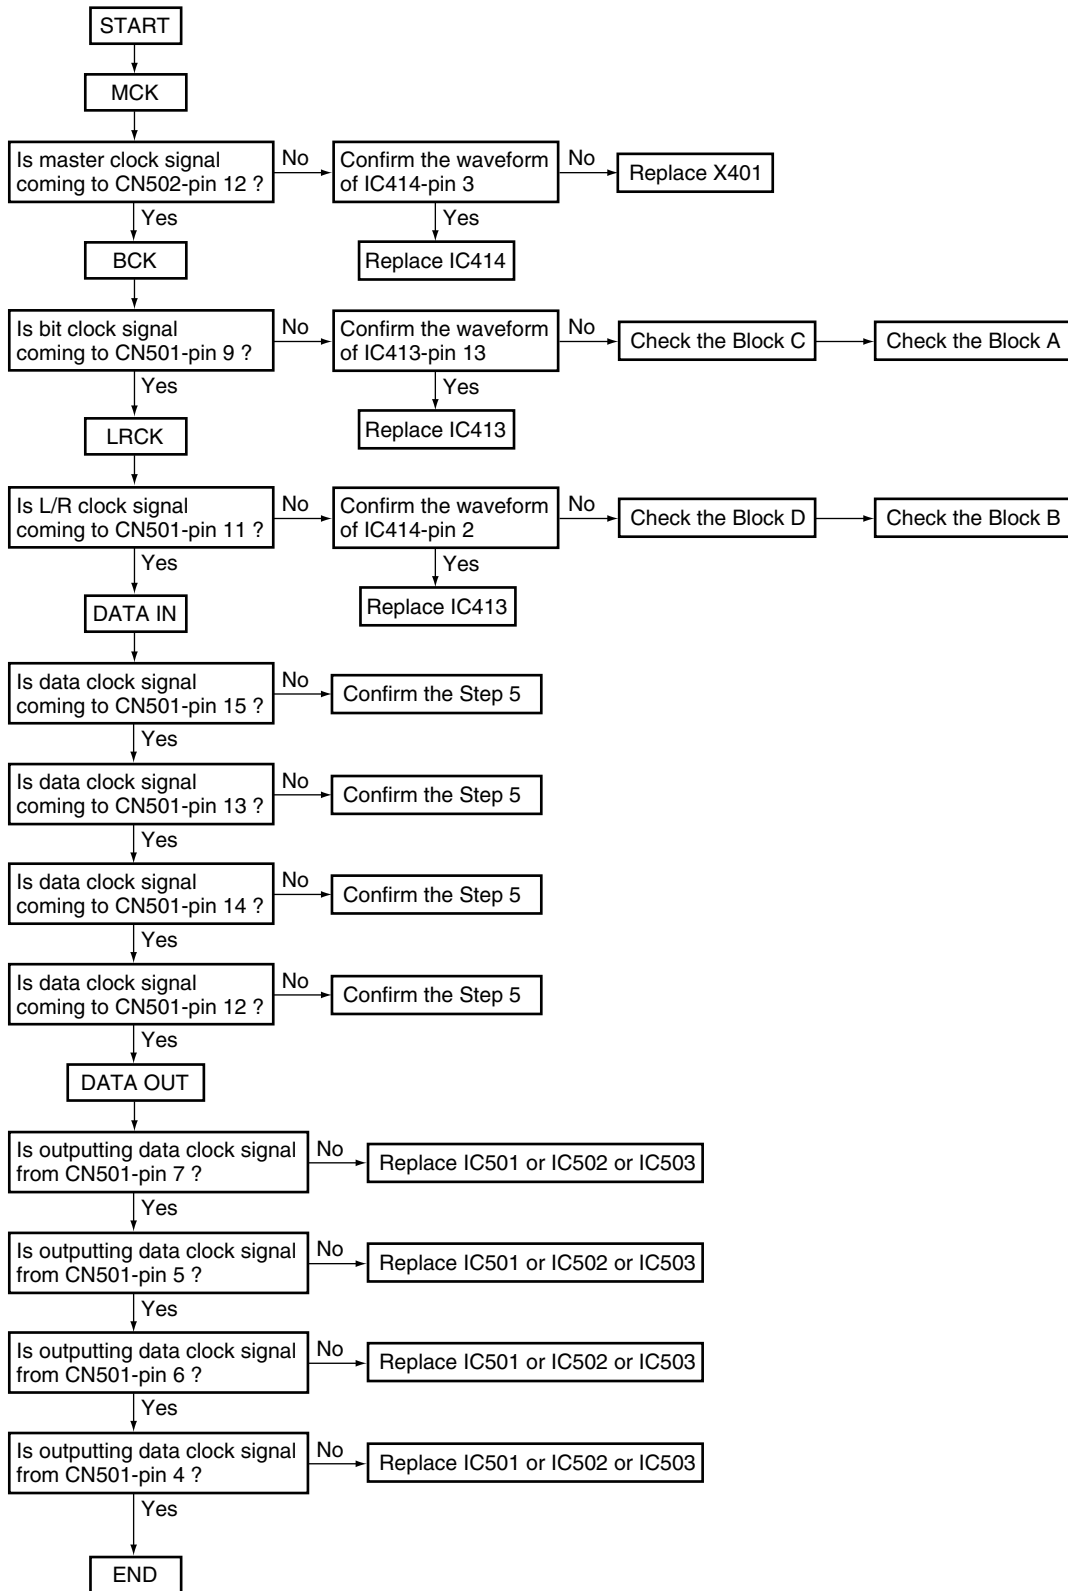 START
MCK
Is master clock signal
coming to CN502-pin 12 ?
No
Confirm the waveform
of IC414-pin 3
No
Replace X401
Yes
Yes
Replace IC414
BCK
Is bit clock signal
coming to CN501-pin 9 ?
No
Confirm the waveform
of IC413-pin 13
No
Check the Block C
Check the Block A
Yes
Yes
Replace IC413
LRCK
Is L/R clock signal
coming to CN501-pin 11 ?
No
Confirm the waveform
of IC414-pin 2
No
Check the Block D
Check the Block B
Yes
Yes
Replace IC413
DATA IN
Is data clock signal
coming to CN501-pin 15 ?
No
Confirm the Step 5
Yes
Is data clock signal
coming to CN501-pin 13 ?
No
Confirm the Step 5
Yes
Is data clock signal
coming to CN501-pin 14 ?
No
Confirm the Step 5
Yes
Is data clock signal
coming to CN501-pin 12 ?
No
Confirm the Step 5
Yes
DATA OUT
Is outputting data clock signal
from CN501-pin 7 ?
No
Replace IC501 or IC502 or IC503
Yes
Is outputting data clock signal
from CN501-pin 5 ?
No
Replace IC501 or IC502 or IC503
Yes
Is outputting data clock signal
from CN501-pin 6 ?
No
Replace IC501 or IC502 or IC503
Yes
Is outputting data clock signal
from CN501-pin 4 ?
No
Replace IC501 or IC502 or IC503
Yes
END